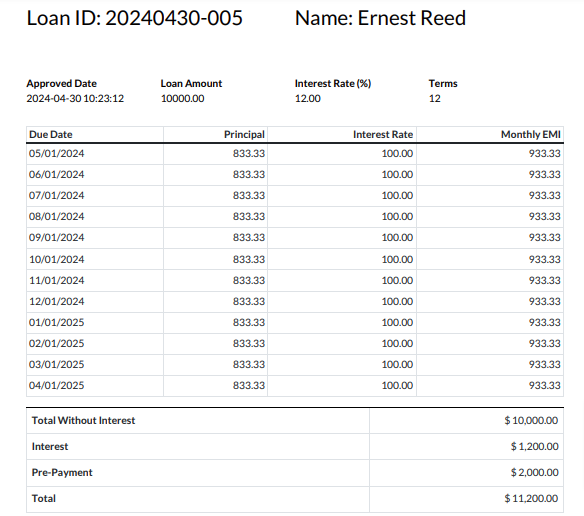 Loan ID: 20240430-005 Name: Ernest Reed
Approved Date Loan Amount Interest Rate (%) Terms
2024-04-30 10:23:12 10000.00 12.00 12
Due Date Principal Interest Rate Monthly EMI
05/01/2024 833.33 100.00 933.33
06/01/2024 833.33 100.00 933.33
07/01/2024 833.33 100.00 933.33
08/01/2024 833.33 100.00 933.33
09/01/2024 833.33 100.00 933.33
10/01/2024 833.33 100.00 933.33
11/01/2024 833.33 100.00 933.33
12/01/2024 833.33 100.00 933.33
01/01/2025 833.33 100.00 933.33
02/01/2025 833.33 100.00 933.33
03/01/2025 833.33 100.00 933.33
04/01/2025 833.33 100.00 933.33
Total Without Interest $ 10,000.00
Interest $ 1,200.00
Pre-Payment $ 2,000.00
Total $ 11,200.00